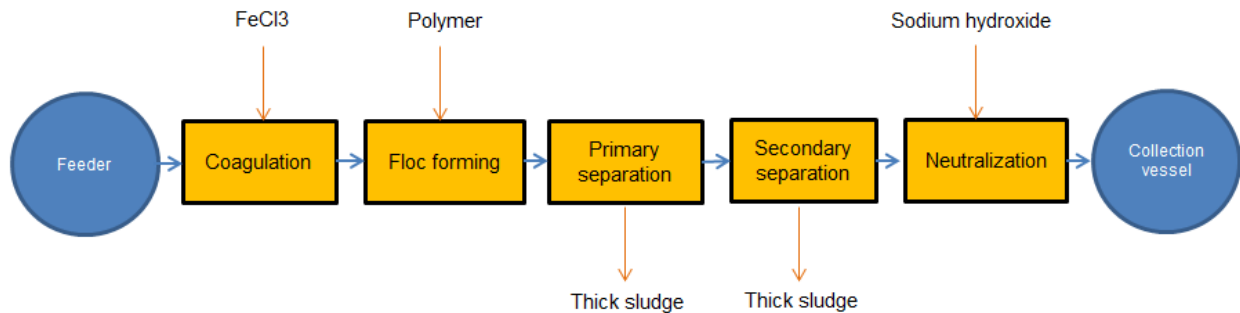 FeCl3
Polymer
Sodium hydroxide
Feeder
Coagulation
Floc forming
Primary
separation
Secondary
separation
Neutralization
Collection
vessel
Thick sludge
Thick sludge